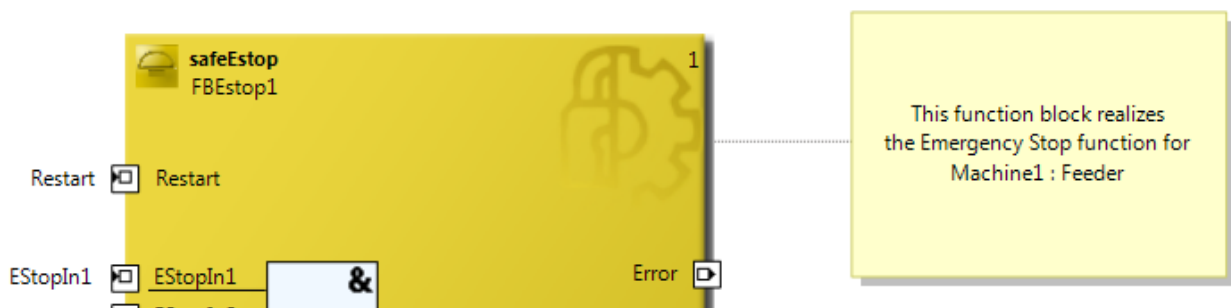 safeEstop
1
FBEstop1
This function block realizes
the Emergency Stop function for
Machine1 : Feeder
Restart
Restart
EStopIn1
EStopIn1
&
Error